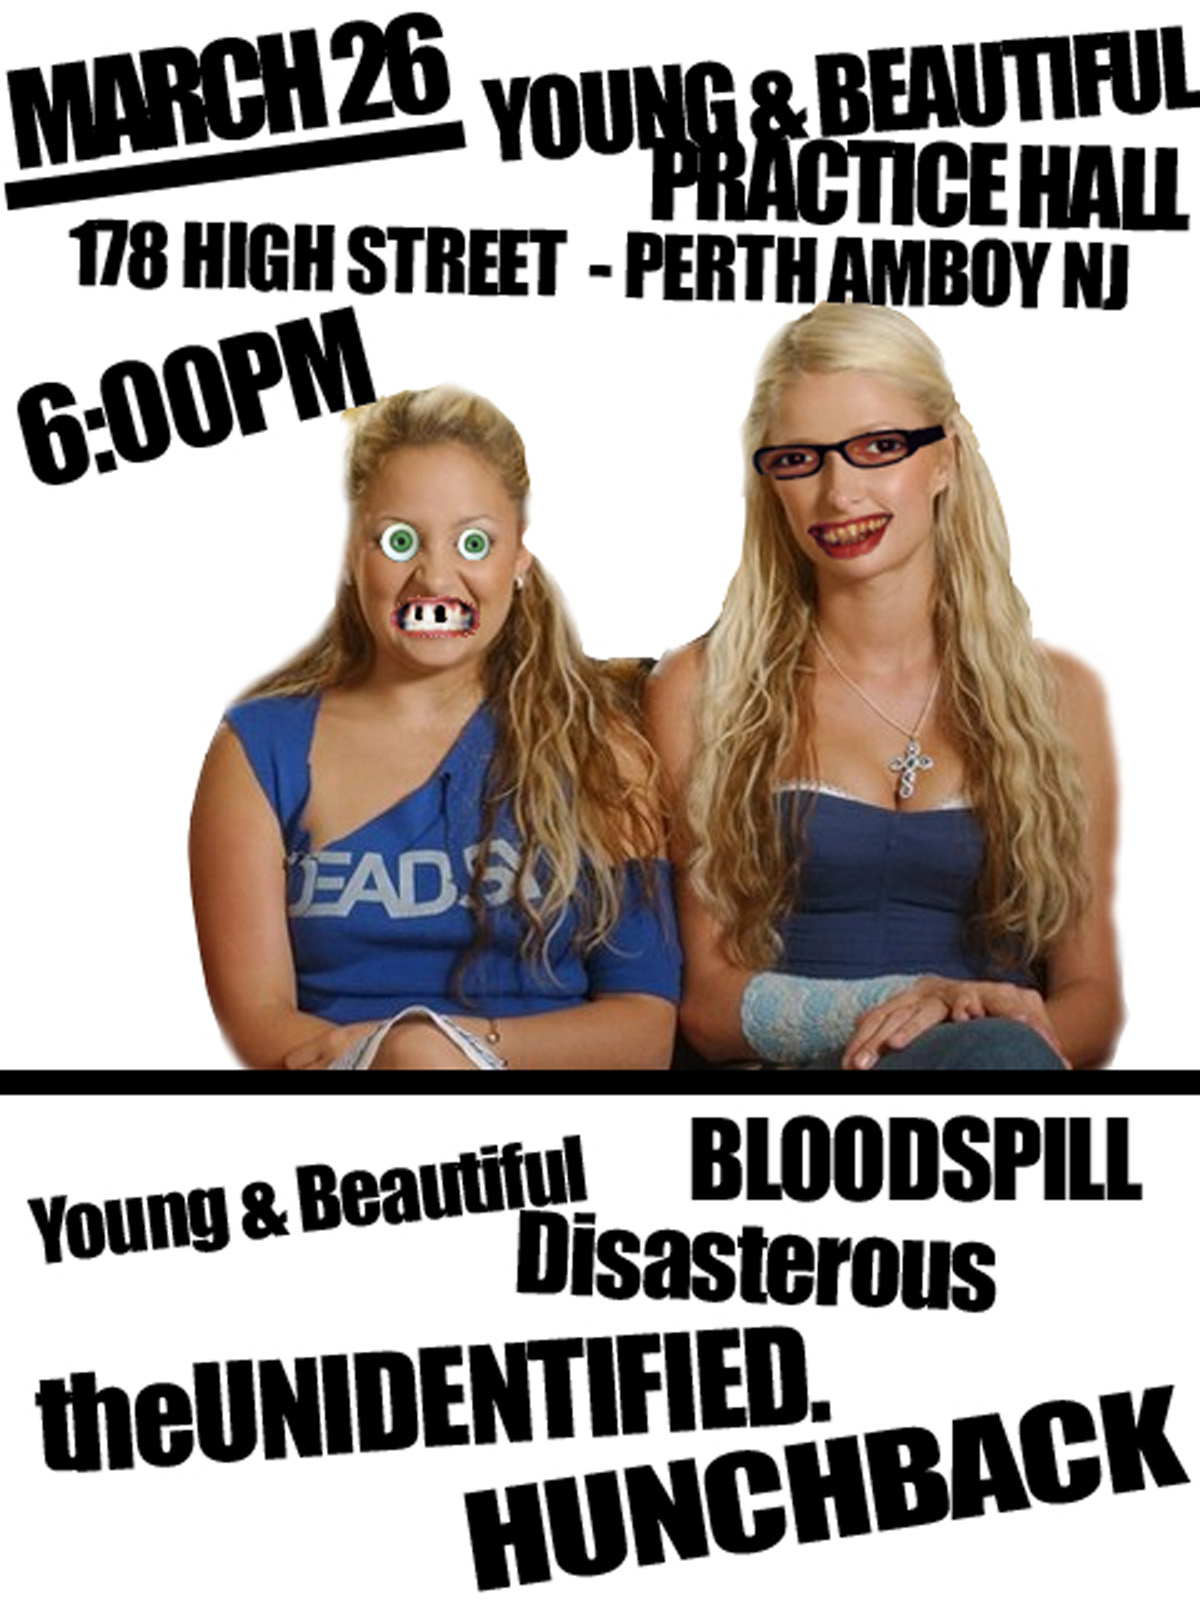 MARCH 26
YOUNG & BEAUTIFUL
PRACTICE HALL
178 HIGH STREET - PERTH AMBOY NJ
6:00PM
Young & Beautiful
BLOODSPILL
Disasterous
theUNIDENTIFIED.
HUNCHBACK